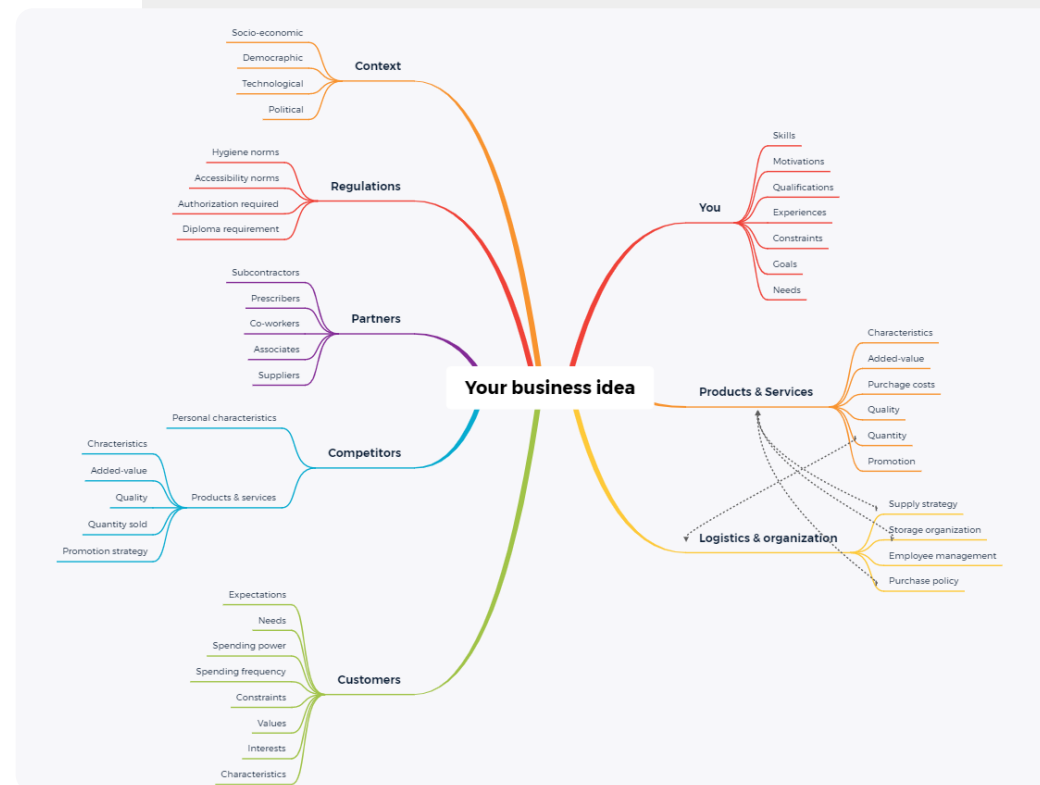 Your business idea
Context
Socio-economic
Democraphic
Technological
Political
Regulations
Hygiene norms
Accessibility norms
Authorization required
Diploma requirement
Partners
Subcontractors
Prescribers
Co-workers
Associates
Suppliers
Competitors
Personal characteristics
Products & services
Chracteristics
Added-value
Quality
Quantity sold
Promotion strategy
Customers
Expectations
Needs
Spending power
Spending frequency
Constraints
Values
Interests
Characteristics
You
Skills
Motivations
Qualifications
Experiences
Constraints
Goals
Needs
Products & Services
Characteristics
Added-value
Purchage costs
Quality
Quantity
Promotion
Logistics & organization
Supply strategy
Storage organization
Employee management
Purchase policy